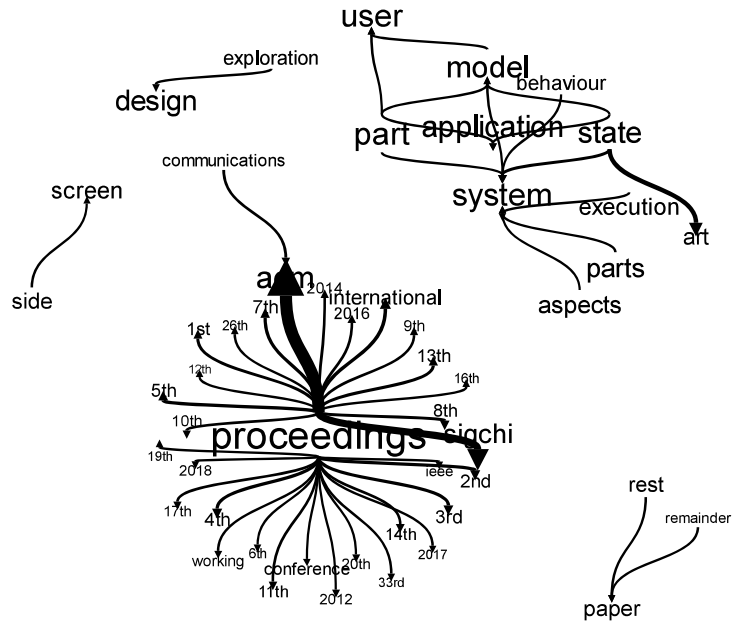 user
exploration
model
behaviour
design
part
application
state
communications
screen
system
execution
art
parts
acm
2014
international
side
aspects
7th
2016
1st
26th
9th
13th
12th
16th
5th
8th
10th
proceedings
sigchi
19th
2018
ieee
2nd
rest
17th
4th
3rd
remainder
14th
working
6th
conference
20th
2017
33rd
11th
2012
paper